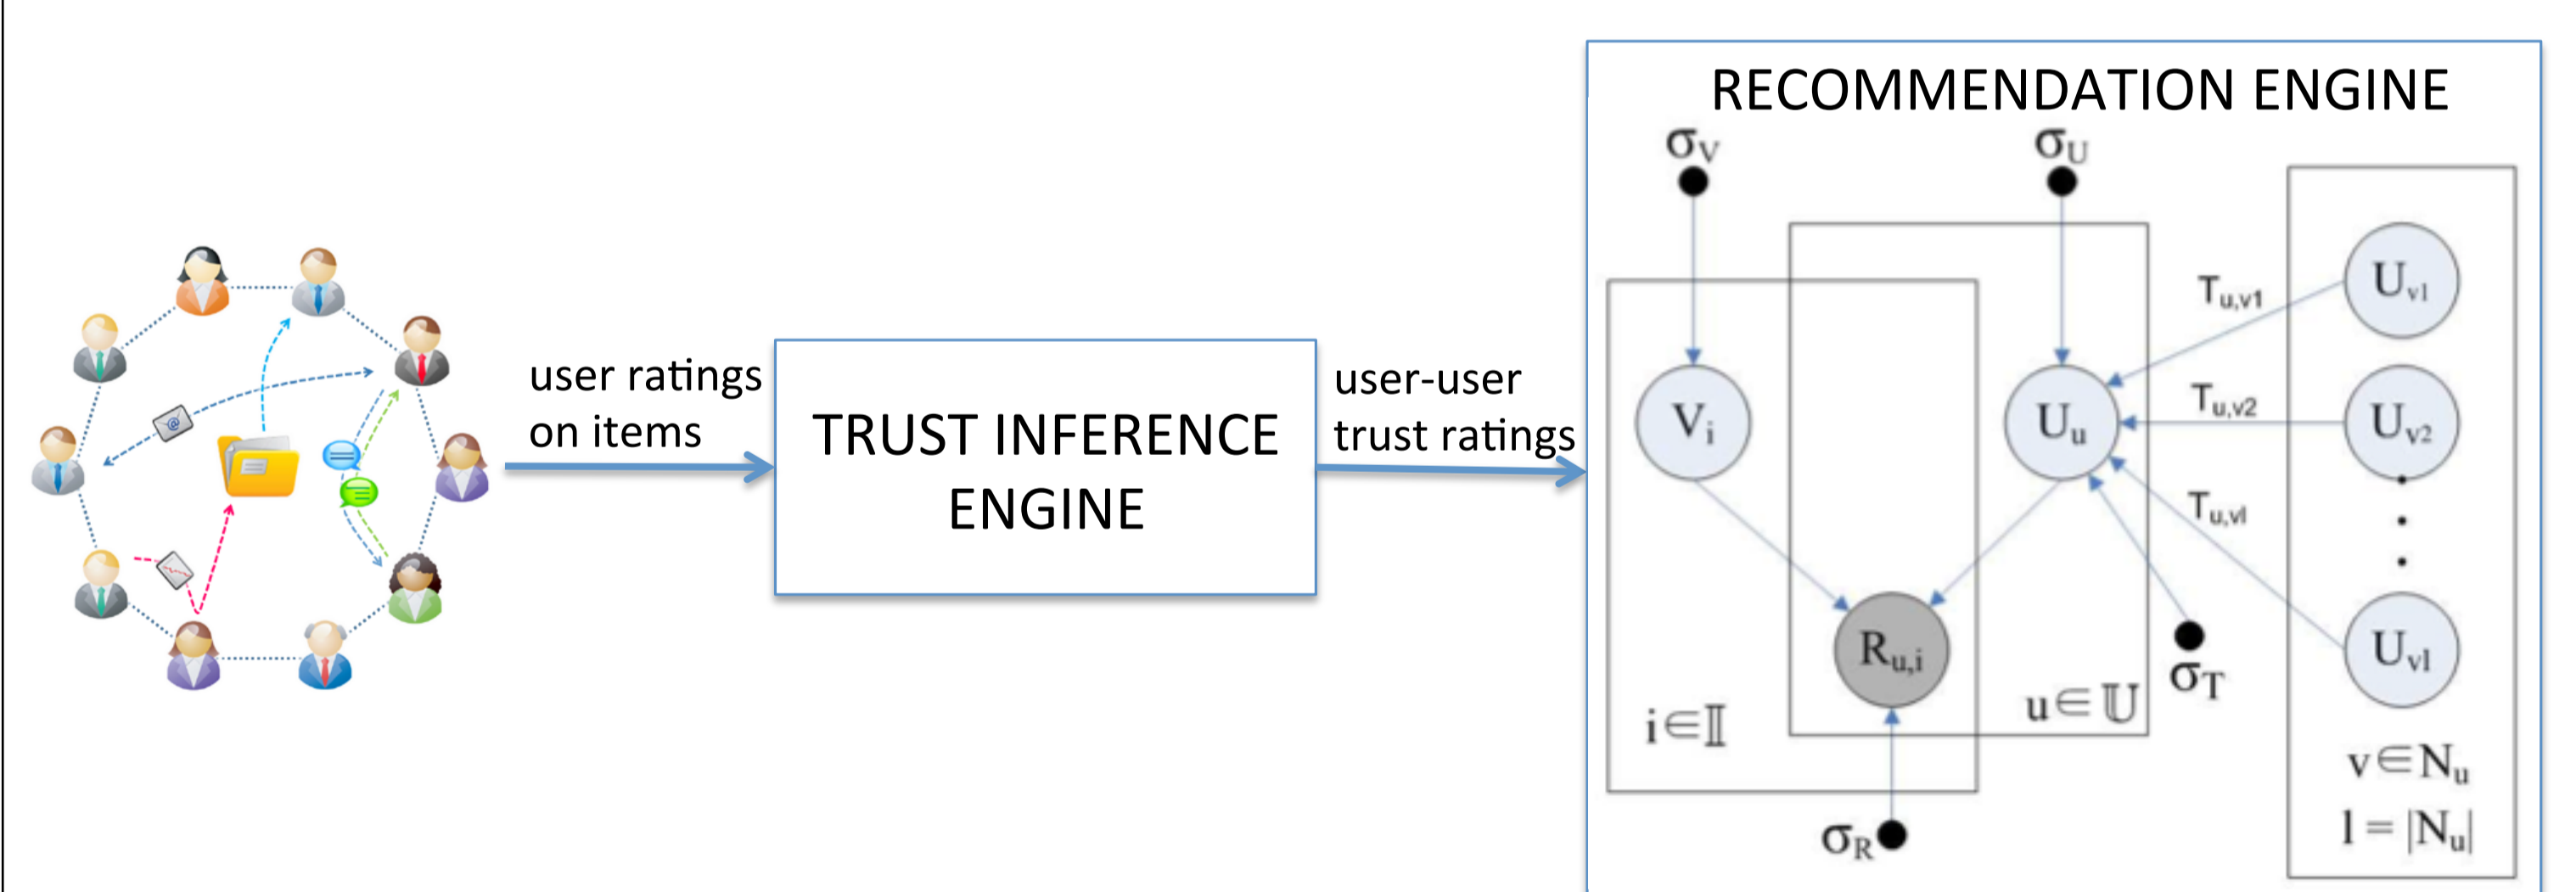 RECOMMENDATION ENGINE
σV
σU
user ratings
on items
TRUST INFERENCE
ENGINE
user-user
trust ratings
Vi
Uu
Ru,i
Tu,v1
Tu,v2
Tu,vl
Uv1
Uv2
Uvl
σT
σR
i∈𝕀
u∈𝕌
v∈Nu
l = |Nu|
@